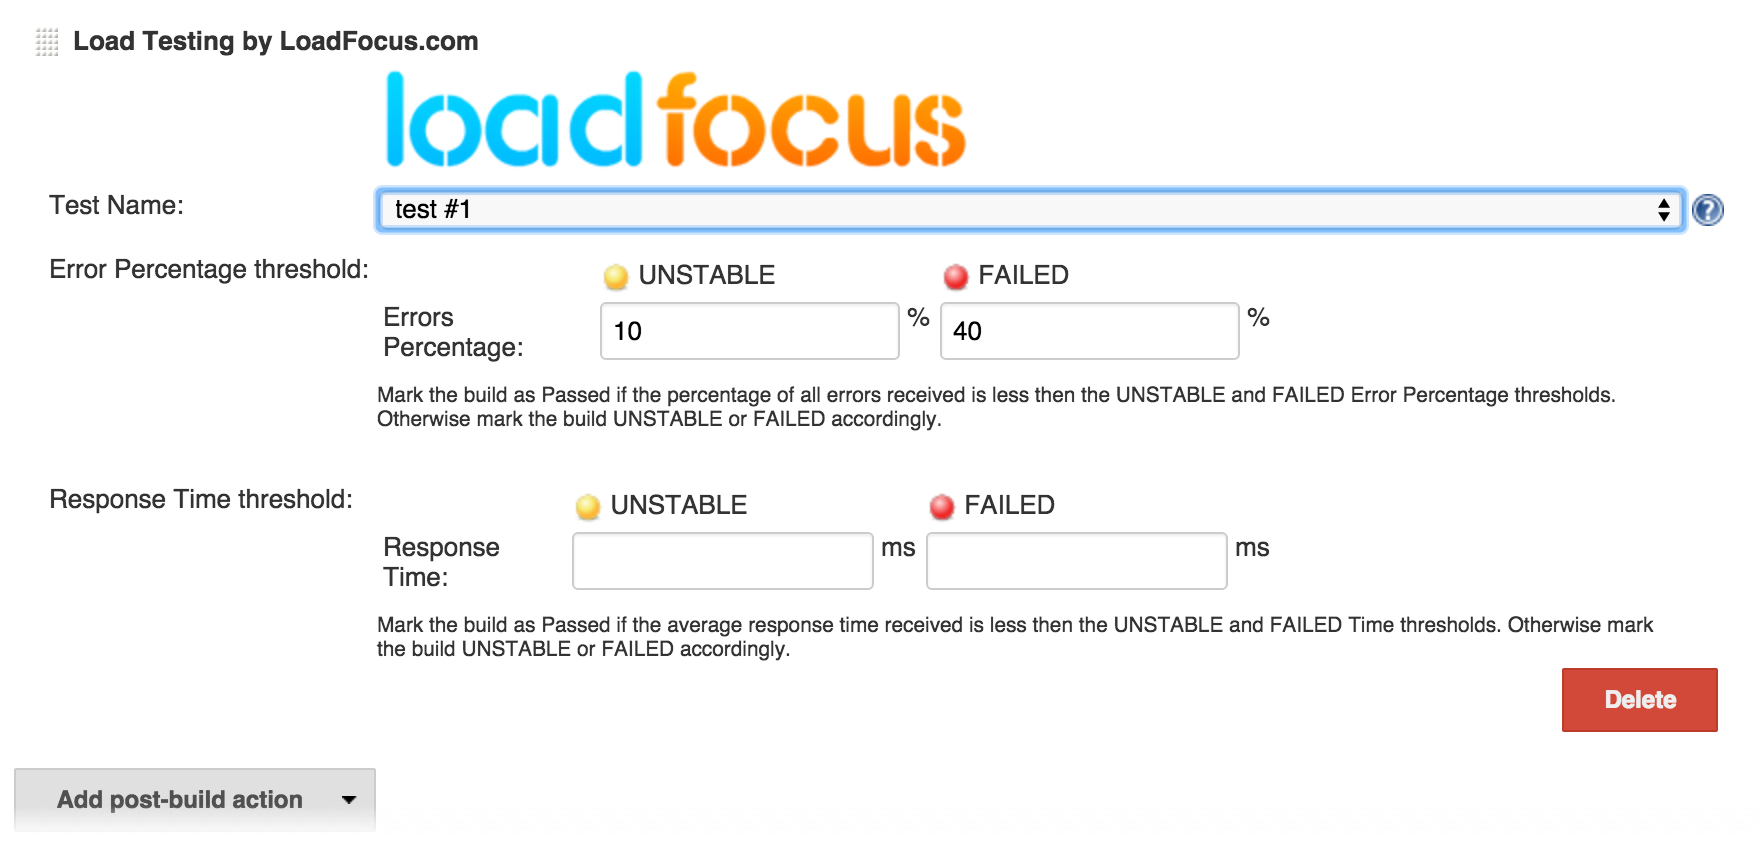 Load Testing by LoadFocus.com
loadfocus
Test Name:
test #1
?
Error Percentage threshold:
UNSTABLE
FAILED
Errors
Percentage:
10
%
40
%
Mark the build as Passed if the percentage of all errors received is less then the UNSTABLE and FAILED Error Percentage thresholds.
Otherwise mark the build UNSTABLE or FAILED accordingly.
Response Time threshold:
UNSTABLE
FAILED
Response
Time:
ms
ms
Mark the build as Passed if the average response time received is less then the UNSTABLE and FAILED Time thresholds. Otherwise mark
the build UNSTABLE or FAILED accordingly.
Delete
Add post-build action